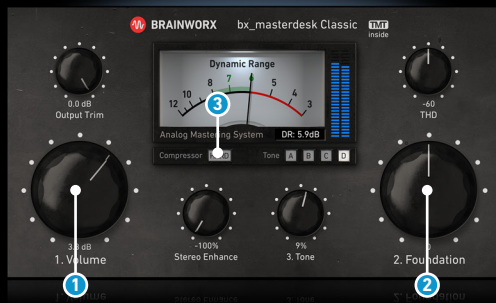 BRAINWORX bx_masterdesk Classic TMT
inside
Dynamic Range
12 10 8 7 6 5 4 3
Analog Mastering System DR: 5.9dB
Compressor Tone A B C D
0.0 dB
Output Trim
-60
THD
3
1
2
1. Volume
-100%
Stereo Enhance
9%
3. Tone
2. Foundation